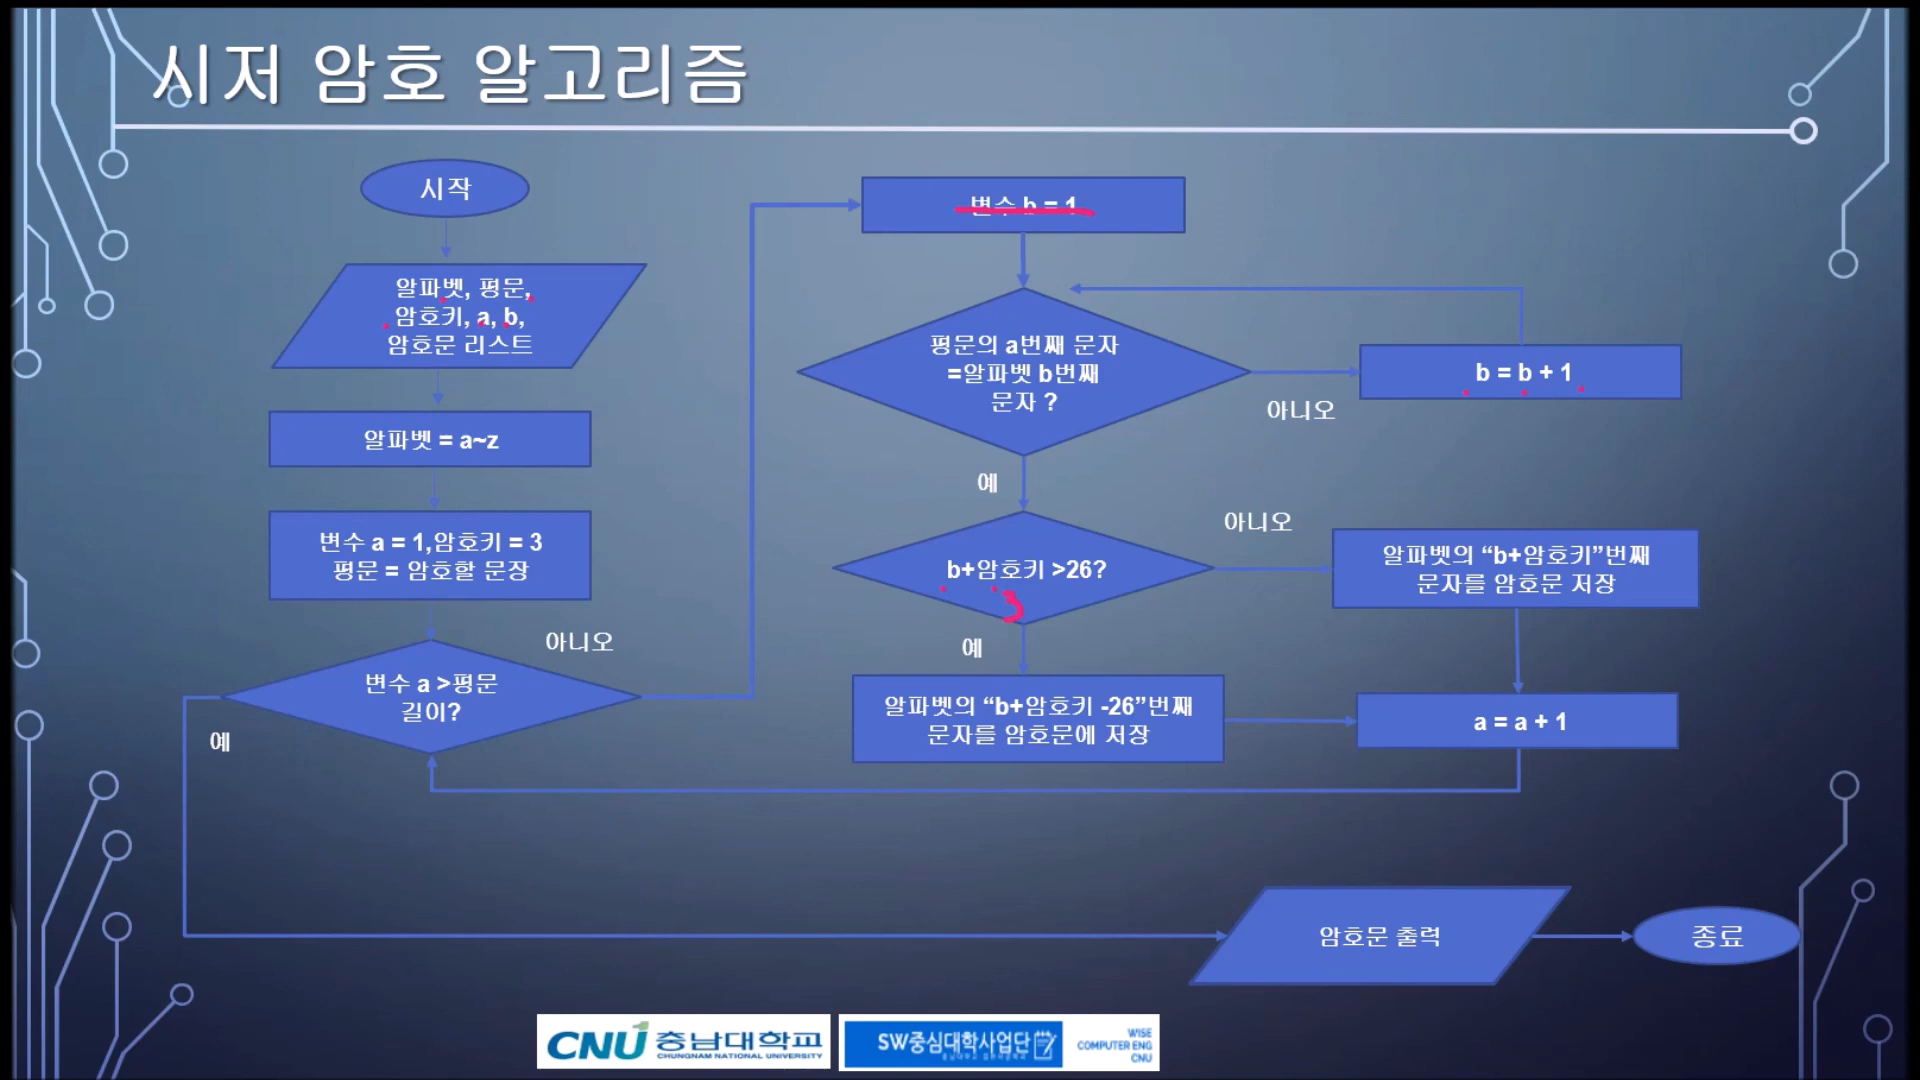 시저 암호 알고리즘
시작
알파벳, 평문,
암호키, a, b,
암호문 리스트
알파벳 = a~z
변수 a = 1,암호키 = 3
평문 = 암호할 문장
아니오
변수 a >평문
길이?
예
변수 b = 1
평문의 a번째 문자
=알파벳 b번째
문자 ?
b = b + 1
아니오
예
아니오
b+암호키 >26?
알파벳의 “b+암호키”번째
문자를 암호문 저장
예
알파벳의 “b+암호키 -26”번째
문자를 암호문에 저장
a = a + 1
암호문 출력
종료
CNU 충남대학교
CHUNGNAM NATIONAL UNIVERSITY
SW중심대학사업단
WISE
COMPUTER ENG
CNU